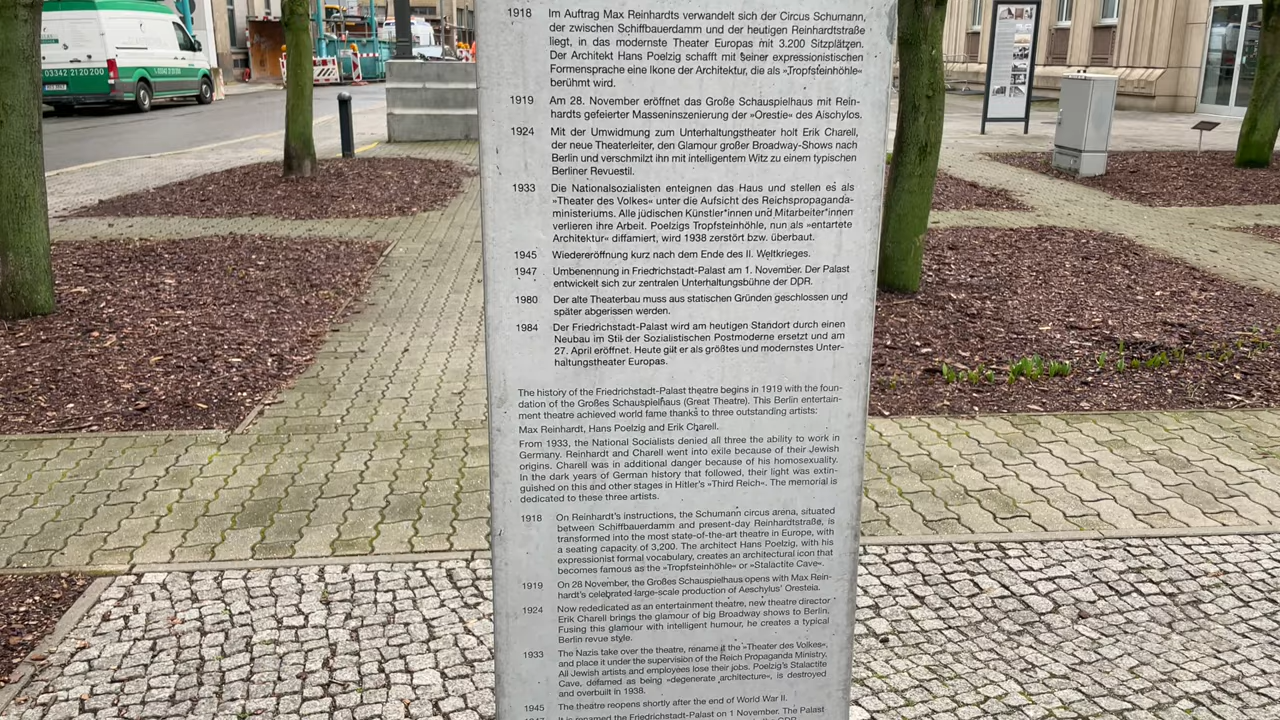 03342 21 20 200
1918 Im Auftrag Max Reinhardts verwandelt sich der Circus Schumann,
der zwischen Schiffbauerdamm und der heutigen Reinhardtstraße
liegt, in das modernste Theater Europas mit 3.200 Sitzplätzen.
Der Architekt Hans Poelzig schafft mit seiner expressionistischen
Formensprache eine Ikone der Architektur, die als »Tropfsteinhöhle«
berühmt wird.
1919 Am 28. November eröffnet das Große Schauspielhaus mit Rein-
hardts gefeierter Masseninszenierung der »Orestie« des Aischylos.
1924 Mit der Umwidmung zum Unterhaltungstheater holt Erik Charell,
der neue Theaterleiter, den Glamour großer Broadway-Shows nach
Berlin und verschmilzt ihn mit intelligentem Witz zu einem typischen
Berliner Revuestil.
1933 Die Nationalsozialisten enteignen das Haus und stellen es als
»Theater des Volkes« unter die Aufsicht des Reichspropaganda-
ministeriums. Alle jüdischen Künstler*innen und Mitarbeiter*innen
verlieren ihre Arbeit. Poelzigs Tropfsteinhöhle, nun als »entartete
Architektur« diffamiert, wird 1938 zerstört bzw. überbaut.
1945 Wiedereröffnung kurz nach dem Ende des II. Weltkrieges.
1947 Umbenennung in Friedrichstadt-Palast am 1. November. Der Palast
entwickelt sich zur zentralen Unterhaltungsbühne der DDR.
1980 Der alte Theaterbau muss aus statischen Gründen geschlossen und
später abgerissen werden.
1984 Der Friedrichstadt-Palast wird am heutigen Standort durch einen
Neubau im Stil der Sozialistischen Postmoderne ersetzt und am
27. April eröffnet. Heute gilt er als größtes und modernstes Unter-
haltungstheater Europas.
The history of the Friedrichstadt-Palast theatre begins in 1919 with the foun-
dation of the Großes Schauspielhaus (Great Theatre). This Berlin entertain-
ment theatre achieved world fame thanks to three outstanding artists:
Max Reinhardt, Hans Poelzig and Erik Charell.
From 1933, the National Socialists denied all three the ability to work in
Germany. Reinhardt and Charell went into exile because of their Jewish
origins. Charell was in additional danger because of his homosexuality.
In the dark years of German history that followed, their light was extin-
guished on this and other stages in Hitler's »Third Reich«. The memorial is
dedicated to these three artists.
1918 On Reinhardt's instructions, the Schumann circus arena, situated
between Schiffbauerdamm and present-day Reinhardtstraße, is
transformed into the most state-of-the-art theatre in Europe, with
a seating capacity of 3,200. The architect Hans Poelzig, with his
expressionist formal vocabulary, creates an architectural icon that
becomes famous as the »Tropfsteinhöhle« or »Stalactite Cave«.
1919 On 28 November, the Großes Schauspielhaus opens with Max Rein-
hardt's celebrated large-scale production of Aeschylus' Oresteia.
1924 Now rededicated as an entertainment theatre, new theatre director
Erik Charell brings the glamour of big Broadway shows to Berlin.
Fusing this glamour with intelligent humour, he creates a typical
Berlin revue style.
1933 The Nazis take over the theatre, rename it the »Theater des Volkes«,
and place it under the supervision of the Reich Propaganda Ministry.
All Jewish artists and employees lose their jobs. Poelzig's Stalactite
Cave, defamed as being »degenerate architecture«, is destroyed
and overbuilt in 1938.
1945 The theatre reopens shortly after the end of World War II.
1947 It is renamed the Friedrichstadt-Palast on 1 November. The Palast